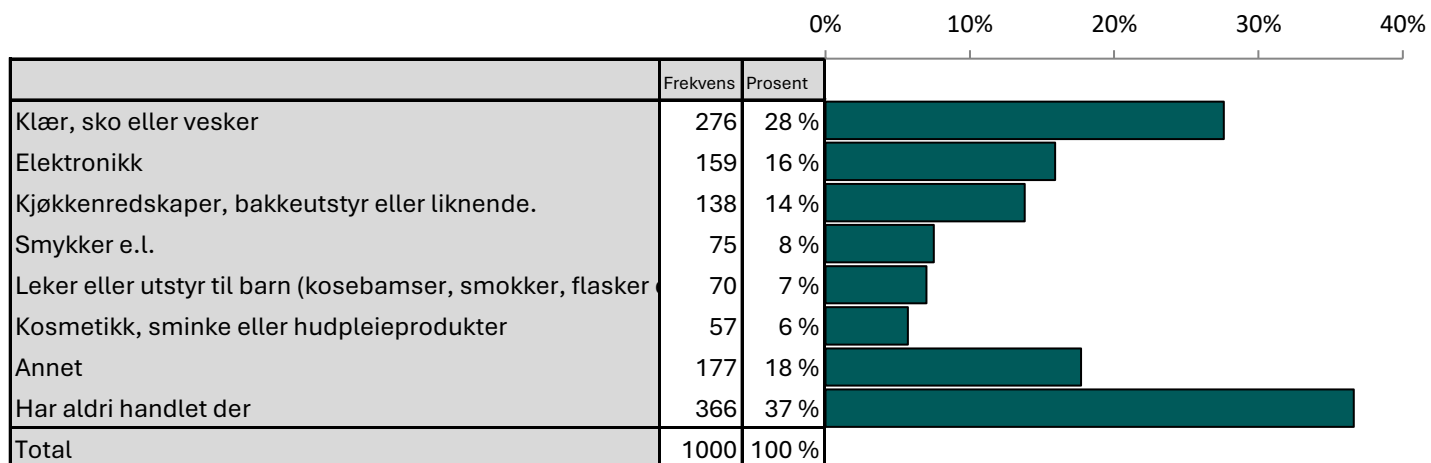 0% 10% 20% 30% 40%
Frekvens Prosent
Klær, sko eller vesker 276 28 %
Elektronikk 159 16 %
Kjøkkenredskaper, bakkeutstyr eller liknende. 138 14 %
Smykker e.l. 75 8 %
Leker eller utstyr til barn (kosebamser, smokker, flasker 70 7 %
Kosmetikk, sminke eller hudpleieprodukter 57 6 %
Annet 177 18 %
Har aldri handlet der 366 37 %
Total 1000 100 %